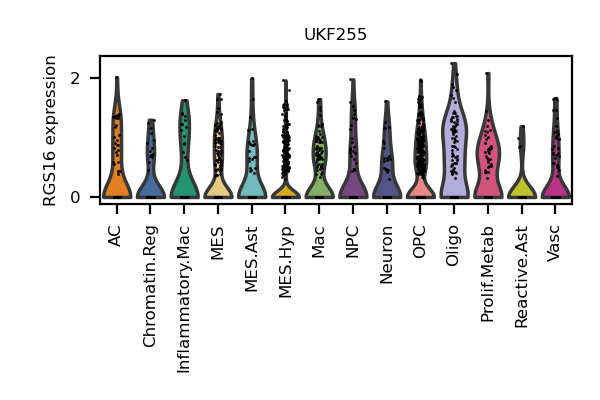 UKF255
RGS16 expression
2
0
AC
Chromatin.Reg
Inflammatory.Mac
MES
MES.Ast
MES.Hyp
Mac
NPC
Neuron
OPC
Oligo
Prolif.Metab
Reactive.Ast
Vasc